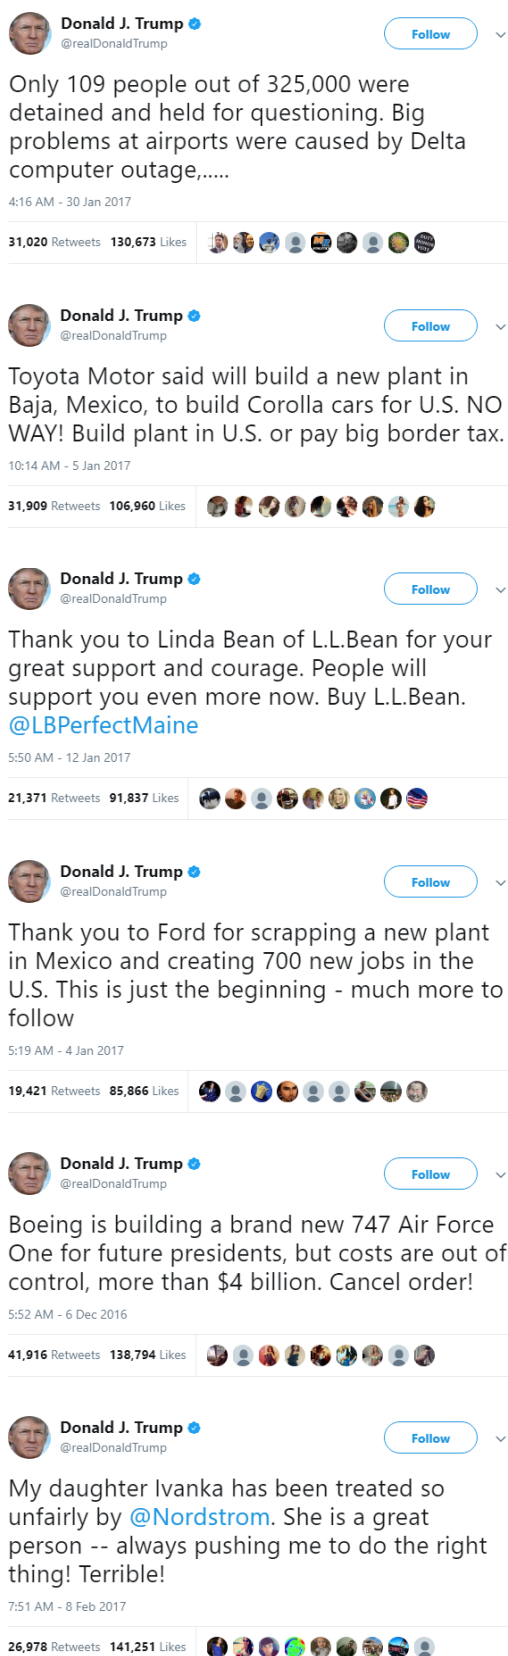 Donald J. Trump
@realDonaldTrump
Follow
Only 109 people out of 325,000 were
detained and held for questioning. Big
problems at airports were caused by Delta
computer outage,.....
4:16 AM - 30 Jan 2017
31,020 Retweets 130,673 Likes
Donald J. Trump
@realDonaldTrump
Follow
Toyota Motor said will build a new plant in
Baja, Mexico, to build Corolla cars for U.S. NO
WAY! Build plant in U.S. or pay big border tax.
10:14 AM - 5 Jan 2017
31,909 Retweets 106,960 Likes
Donald J. Trump
@realDonaldTrump
Follow
Thank you to Linda Bean of L.L.Bean for your
great support and courage. People will
support you even more now. Buy L.L.Bean.
@LBPerfectMaine
5:50 AM - 12 Jan 2017
21,371 Retweets 91,837 Likes
Donald J. Trump
@realDonaldTrump
Follow
Thank you to Ford for scrapping a new plant
in Mexico and creating 700 new jobs in the
U.S. This is just the beginning - much more to
follow
5:19 AM - 4 Jan 2017
19,421 Retweets 85,866 Likes
Donald J. Trump
@realDonaldTrump
Follow
Boeing is building a brand new 747 Air Force
One for future presidents, but costs are out of
control, more than $4 billion. Cancel order!
5:52 AM - 6 Dec 2016
41,916 Retweets 138,794 Likes
Donald J. Trump
@realDonaldTrump
Follow
My daughter Ivanka has been treated so
unfairly by @Nordstrom. She is a great
person -- always pushing me to do the right
thing! Terrible!
7:51 AM - 8 Feb 2017
26,978 Retweets 141,251 Likes